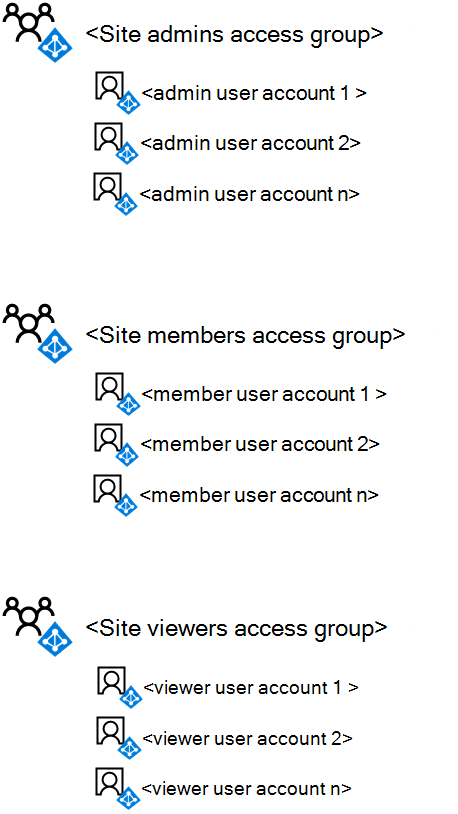 <Site admins access group>
<admin user account 1 >
<admin user account 2>
<admin user account n>
<Site members access group>
<member user account 1 >
<member user account 2>
<member user account n>
<Site viewers access group>
<viewer user account 1 >
<viewer user account 2>
<viewer user account n>